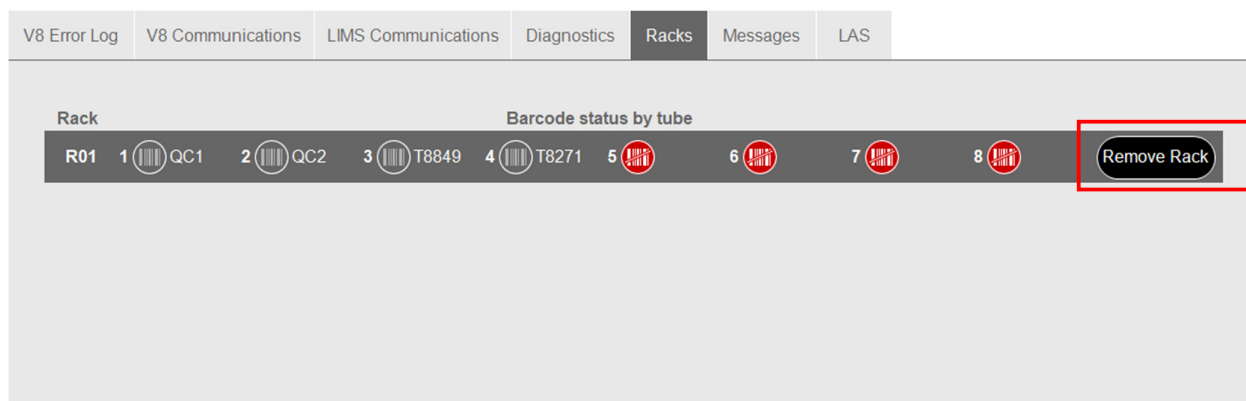 V8 Error Log V8 Communications LIMS Communications Diagnostics Racks Messages LAS
Rack Barcode status by tube
R01 1 QC1 2 QC2 3 T8849 4 T8271 5 6 7 8 Remove Rack